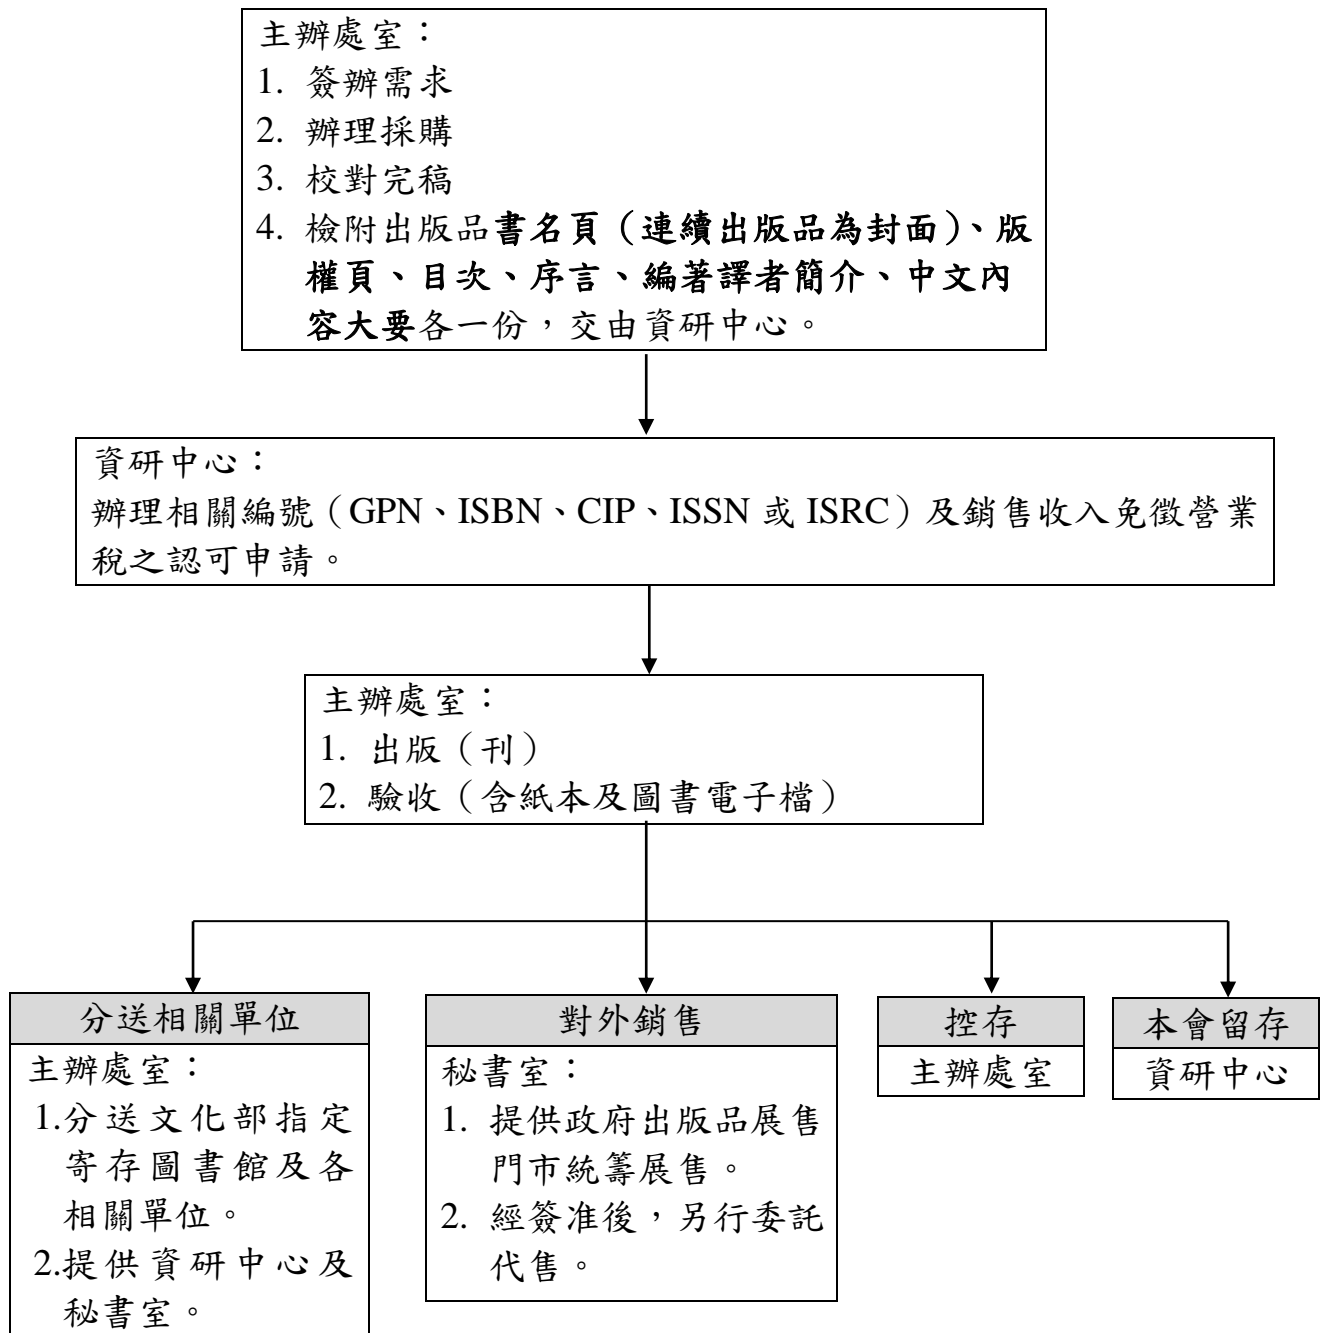 主辦處室：
1. 簽辦需求
2. 辦理採購
3. 校對完稿
4. 檢附出版品書名頁（連續出版品為封面）、版
權頁、目次、序言、編著譯者簡介、中文內
容大要各一份，交由資研中心。
資研中心：
辦理相關編號（GPN、ISBN、CIP、ISSN 或 ISRC）及銷售收入免徵營業
稅之認可申請。
主辦處室：
1. 出版（刊）
2. 驗收（含紙本及圖書電子檔）
分送相關單位
主辦處室：
1.分送文化部指定
寄存圖書館及各
相關單位。
2.提供資研中心及
秘書室。
對外銷售
秘書室：
1. 提供政府出版品展售
門市統籌展售。
2. 經簽准後，另行委託
代售。
控存
主辦處室
本會留存
資研中心